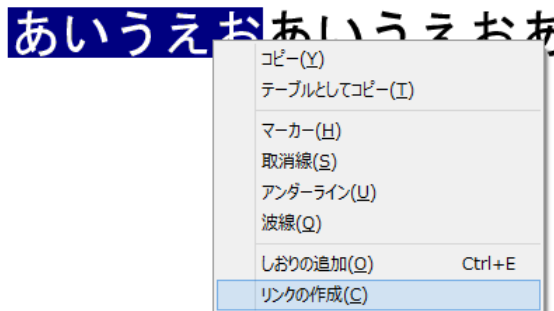 あいうえおあいうえおあ
コピー(Y)
テーブルとしてコピー(T)
マーカー(H)
取消線(S)
アンダーライン(U)
波線(Q)
しおりの追加(O) Ctrl+E
リンクの作成(C)